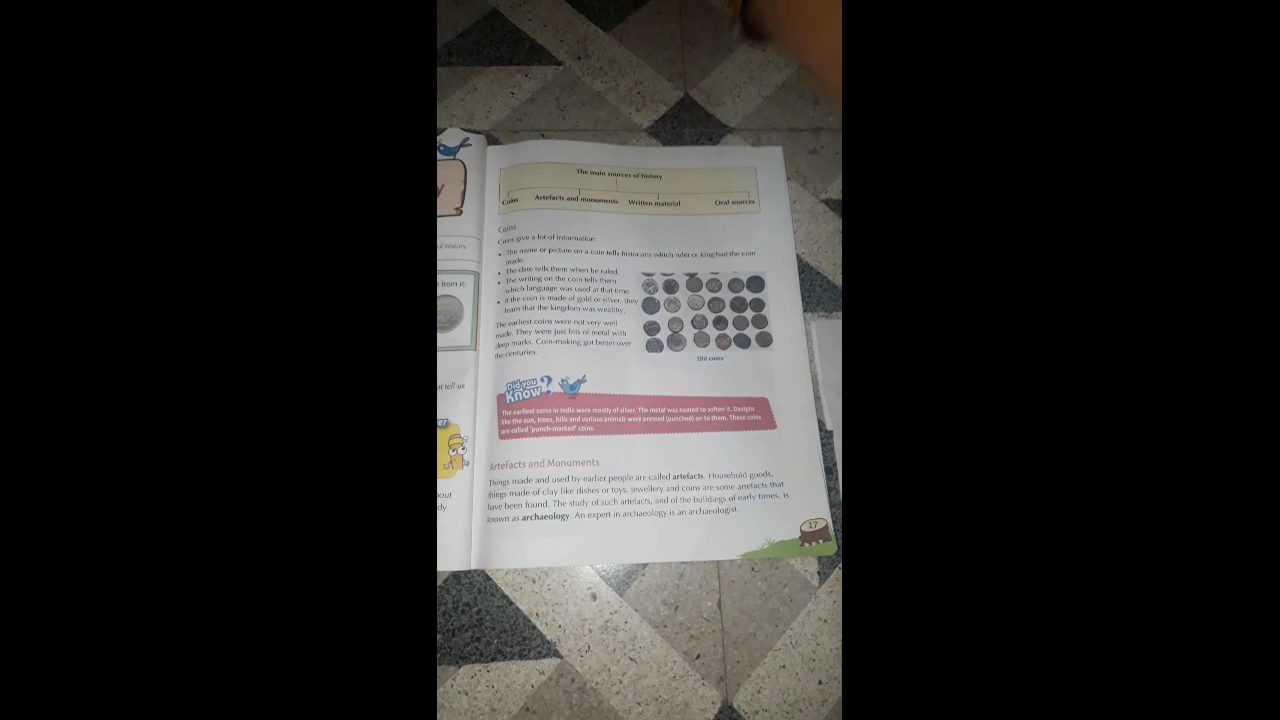 The main sources of history
Coins Artefacts and monuments Written material Oral sources
Coins
Coins give a lot of information:
• The name or picture on a coin tells historians which ruler or king had the coin
made.
• The date tells them when he ruled.
• The writing on the coin tells them
which language was used at that time.
• If the coin is made of gold or silver, they
learn that the kingdom was wealthy.
The earliest coins were not very well
made. They were just bits of metal with
deep marks. Coin-making got better over
the centuries.
Old coins
Did you
Know?
The earliest coins in India were mostly of silver. The metal was heated to soften it. Designs
like the sun, trees, hills and various animals were pressed (punched) on to them. These coins
are called 'punch-marked' coins.
Artefacts and Monuments
Things made and used by earlier people are called artefacts. Household goods,
things made of clay like dishes or toys, jewellery and coins are some artefacts that
have been found. The study of such artefacts, and of the buildings of early times, is
known as archaeology. An expert in archaeology is an archaeologist.
17
y
of history
t from it:
at tell us
er
out
dy